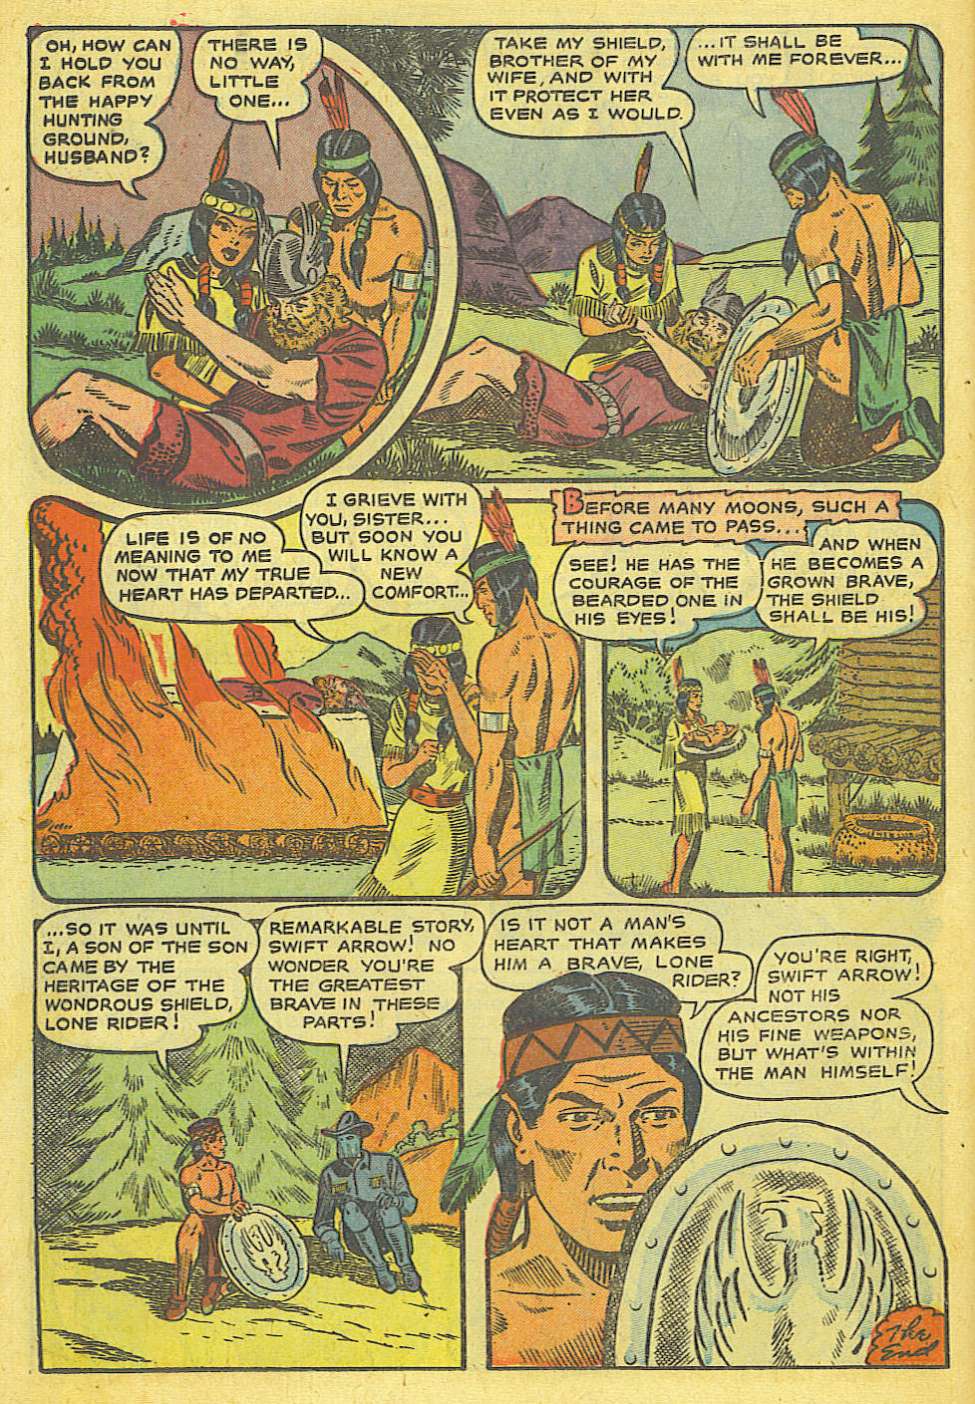 OH, HOW CAN
I HOLD YOU
BACK FROM
THE HAPPY
HUNTING
GROUND,
HUSBAND?
THERE IS
NO WAY,
LITTLE
ONE...
TAKE MY SHIELD,
BROTHER OF MY
WIFE, AND WITH
IT PROTECT HER
EVEN AS I WOULD.
...IT SHALL BE
WITH ME FOREVER...
LIFE IS OF NO
MEANING TO ME
NOW THAT MY TRUE
HEART HAS DEPARTED...
I GRIEVE WITH
YOU, SISTER...
BUT SOON YOU
WILL KNOW A
NEW
COMFORT...
BEFORE MANY MOONS, SUCH A
THING CAME TO PASS...
SEE! HE HAS THE
COURAGE OF THE
BEARDED ONE IN
HIS EYES!
AND WHEN
HE BECOMES A
GROWN BRAVE,
THE SHIELD
SHALL BE HIS!
...SO IT WAS UNTIL
I, A SON OF THE SON
CAME BY THE
HERITAGE OF THE
WONDROUS SHIELD,
LONE RIDER!
REMARKABLE STORY,
SWIFT ARROW! NO
WONDER YOU'RE
THE GREATEST
BRAVE IN THESE
PARTS!
IS IT NOT A MAN'S
HEART THAT MAKES
HIM A BRAVE, LONE
RIDER?
YOU'RE RIGHT,
SWIFT ARROW!
NOT HIS
ANCESTORS NOR
HIS FINE WEAPONS,
BUT WHAT'S WITHIN
THE MAN HIMSELF!
The
End